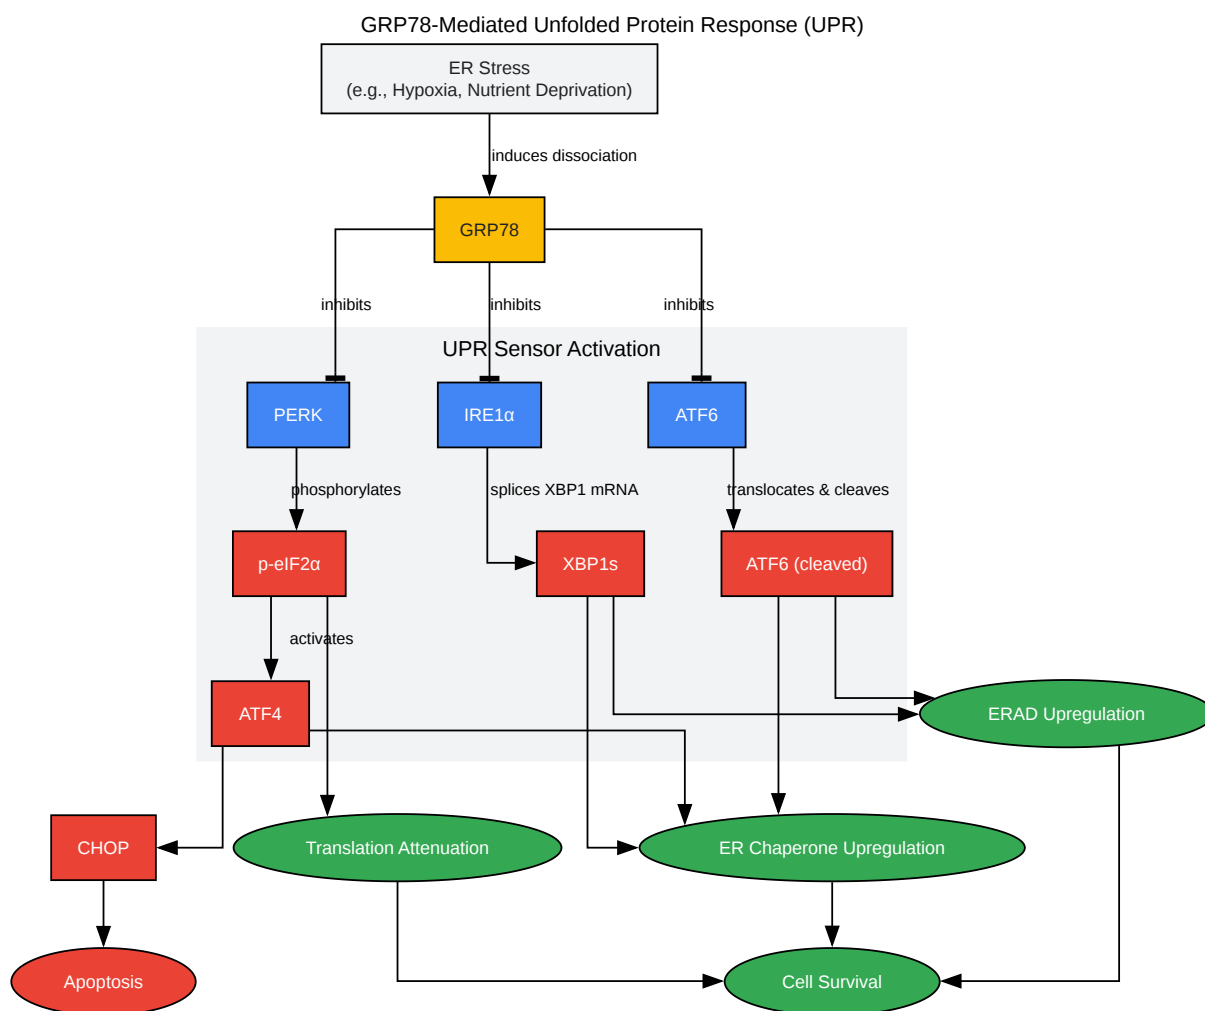 GRP78-Mediated Unfolded Protein Response (UPR)
ER Stress
(e.g., Hypoxia, Nutrient Deprivation)
induces dissociation
GRP78
inhibits
inhibits
inhibits
UPR Sensor Activation
PERK
IRE1α
ATF6
phosphorylates
splices XBP1 mRNA
translocates & cleaves
p-eIF2α
XBP1s
ATF6 (cleaved)
activates
ATF4
ERAD Upregulation
CHOP
Translation Attenuation
ER Chaperone Upregulation
Apoptosis
Cell Survival